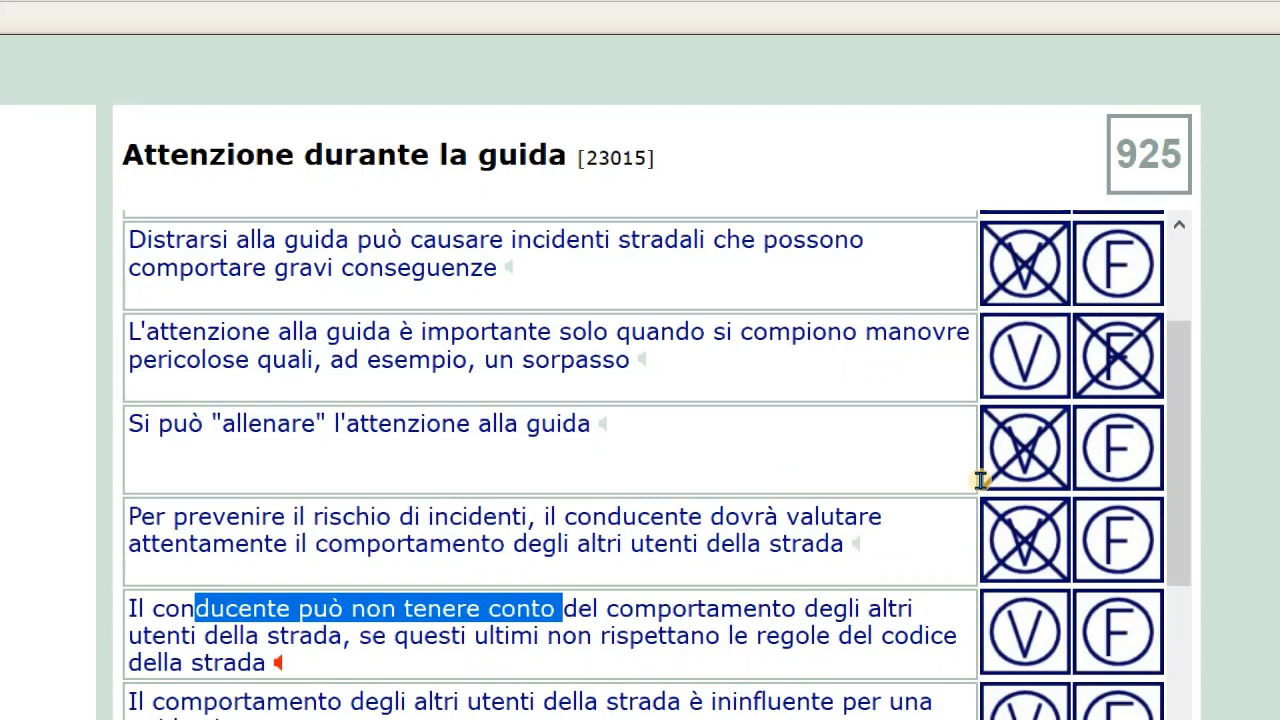 Attenzione durante la guida [23015]
925
Distrarsi alla guida può causare incidenti stradali che possono
comportare gravi conseguenze
V F
L'attenzione alla guida è importante solo quando si compiono manovre
pericolose quali, ad esempio, un sorpasso
V F
Si può "allenare" l'attenzione alla guida
V F
Per prevenire il rischio di incidenti, il conducente dovrà valutare
attentamente il comportamento degli altri utenti della strada
V F
Il conducente può non tenere conto del comportamento degli altri
utenti della strada, se questi ultimi non rispettano le regole del codice
della strada
V F
Il comportamento degli altri utenti della strada è ininfluente per una